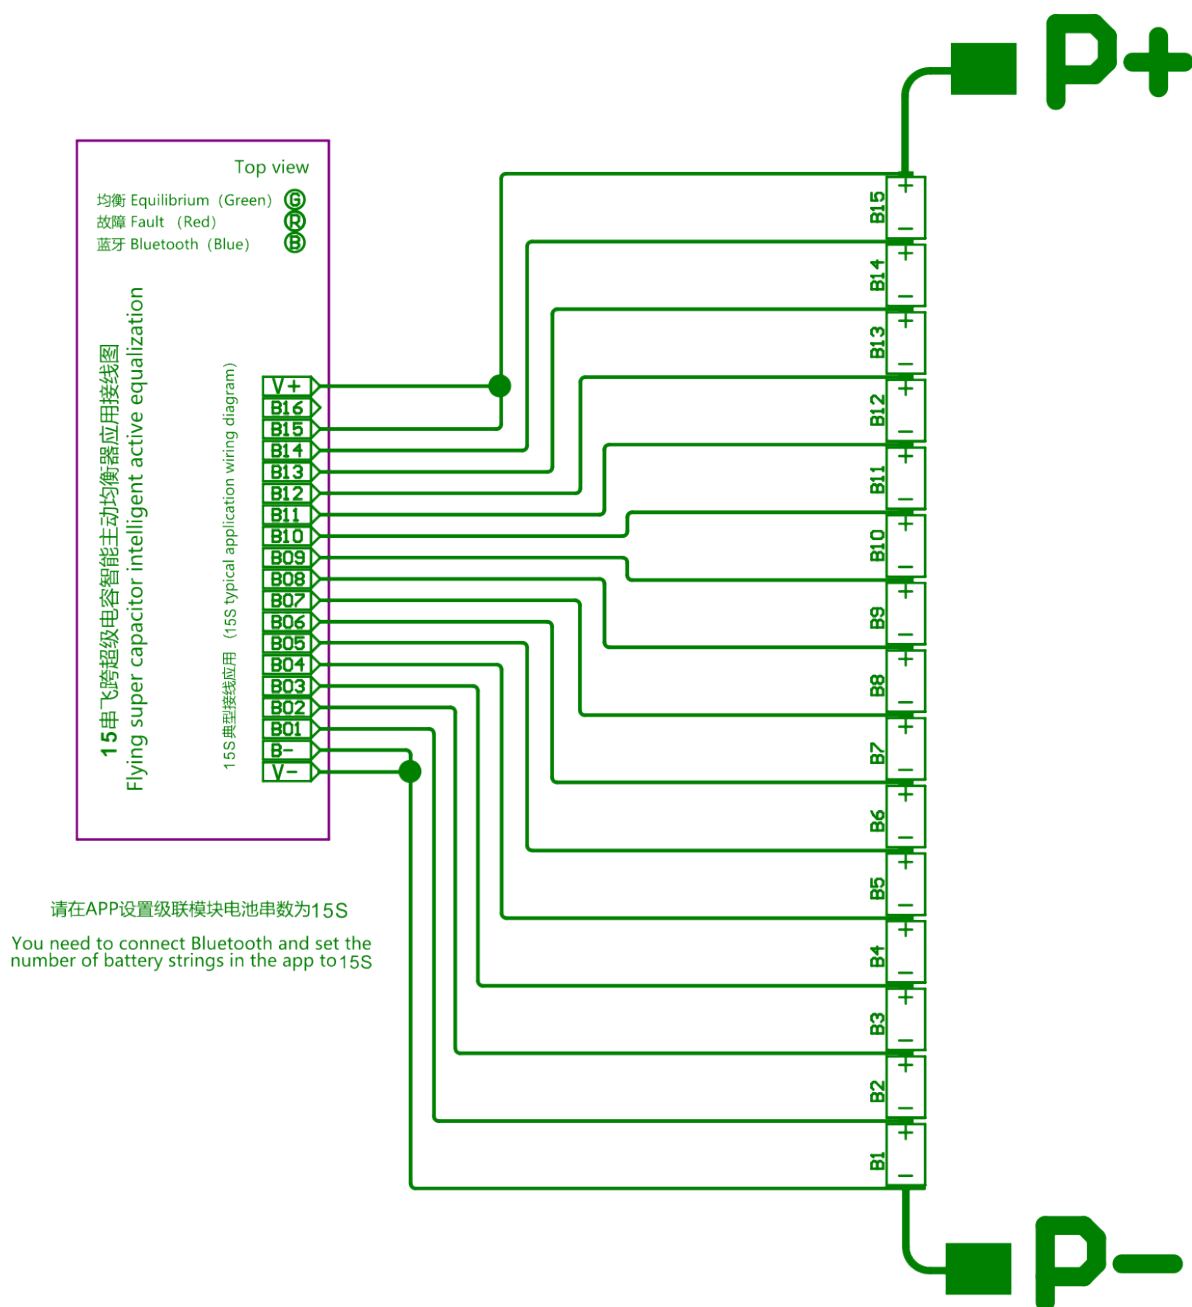 P+
Top view
均衡 Equilibrium (Green) G
故障 Fault (Red) R
蓝牙 Bluetooth (Blue) B
15串飞跨超级电容智能主动均衡器应用接线图
Flying super capacitor intelligent active equalization
15S典型接线应用 (15S typical application wiring diagram)
V+
B16
B15
B14
B13
B12
B11
B10
B09
B08
B07
B06
B05
B04
B03
B02
B01
B-
V-
+
B15
−
+
B14
−
+
B13
−
+
B12
−
+
B11
−
+
B10
−
+
B9
−
+
B8
−
+
B7
−
+
B6
−
+
B5
−
+
B4
−
+
B3
−
+
B2
−
+
B1
−
请在APP设置级联模块电池串数为15S
You need to connect Bluetooth and set the
number of battery strings in the app to 15S
P-